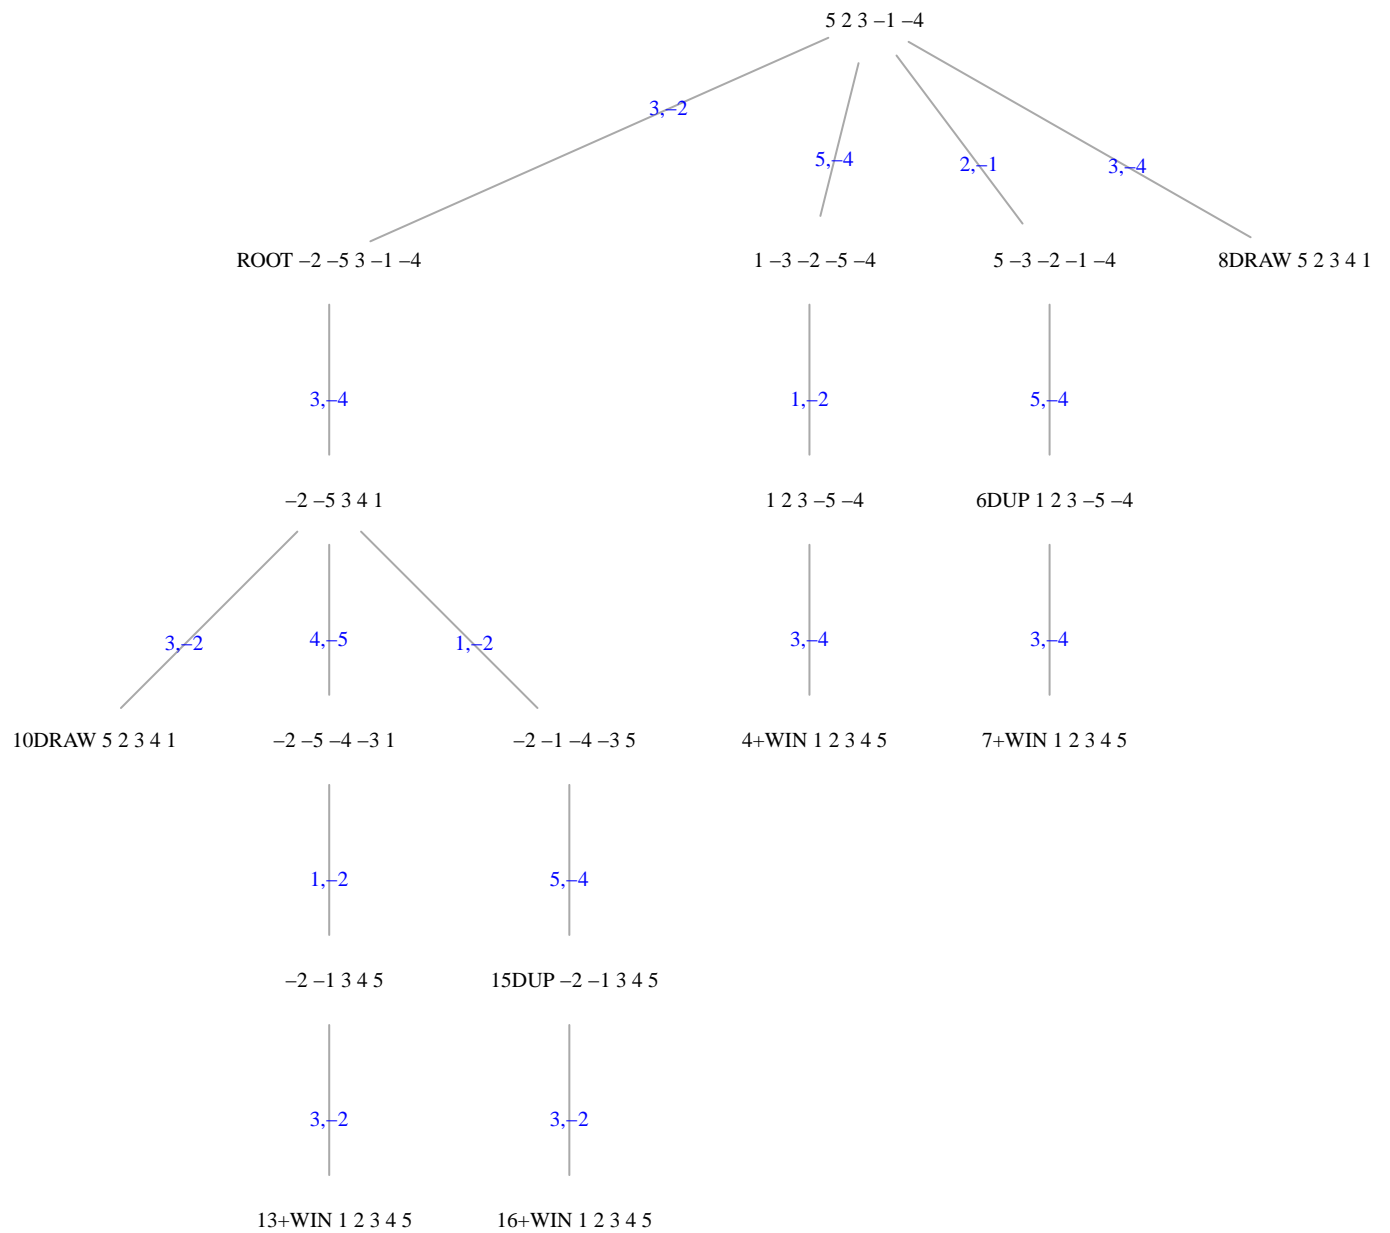 5 2 3 –1 –4
3,–2
5,–4
2,–1
3,–4
ROOT –2 –5 3 –1 –4
1 –3 –2 –5 –4
5 –3 –2 –1 –4
8DRAW 5 2 3 4 1
3,–4
1,–2
5,–4
–2 –5 3 4 1
1 2 3 –5 –4
6DUP 1 2 3 –5 –4
3,–2
4,–5
1,–2
3,–4
3,–4
10DRAW 5 2 3 4 1
–2 –5 –4 –3 1
–2 –1 –4 –3 5
4+WIN 1 2 3 4 5
7+WIN 1 2 3 4 5
1,–2
5,–4
–2 –1 3 4 5
15DUP –2 –1 3 4 5
3,–2
3,–2
13+WIN 1 2 3 4 5
16+WIN 1 2 3 4 5